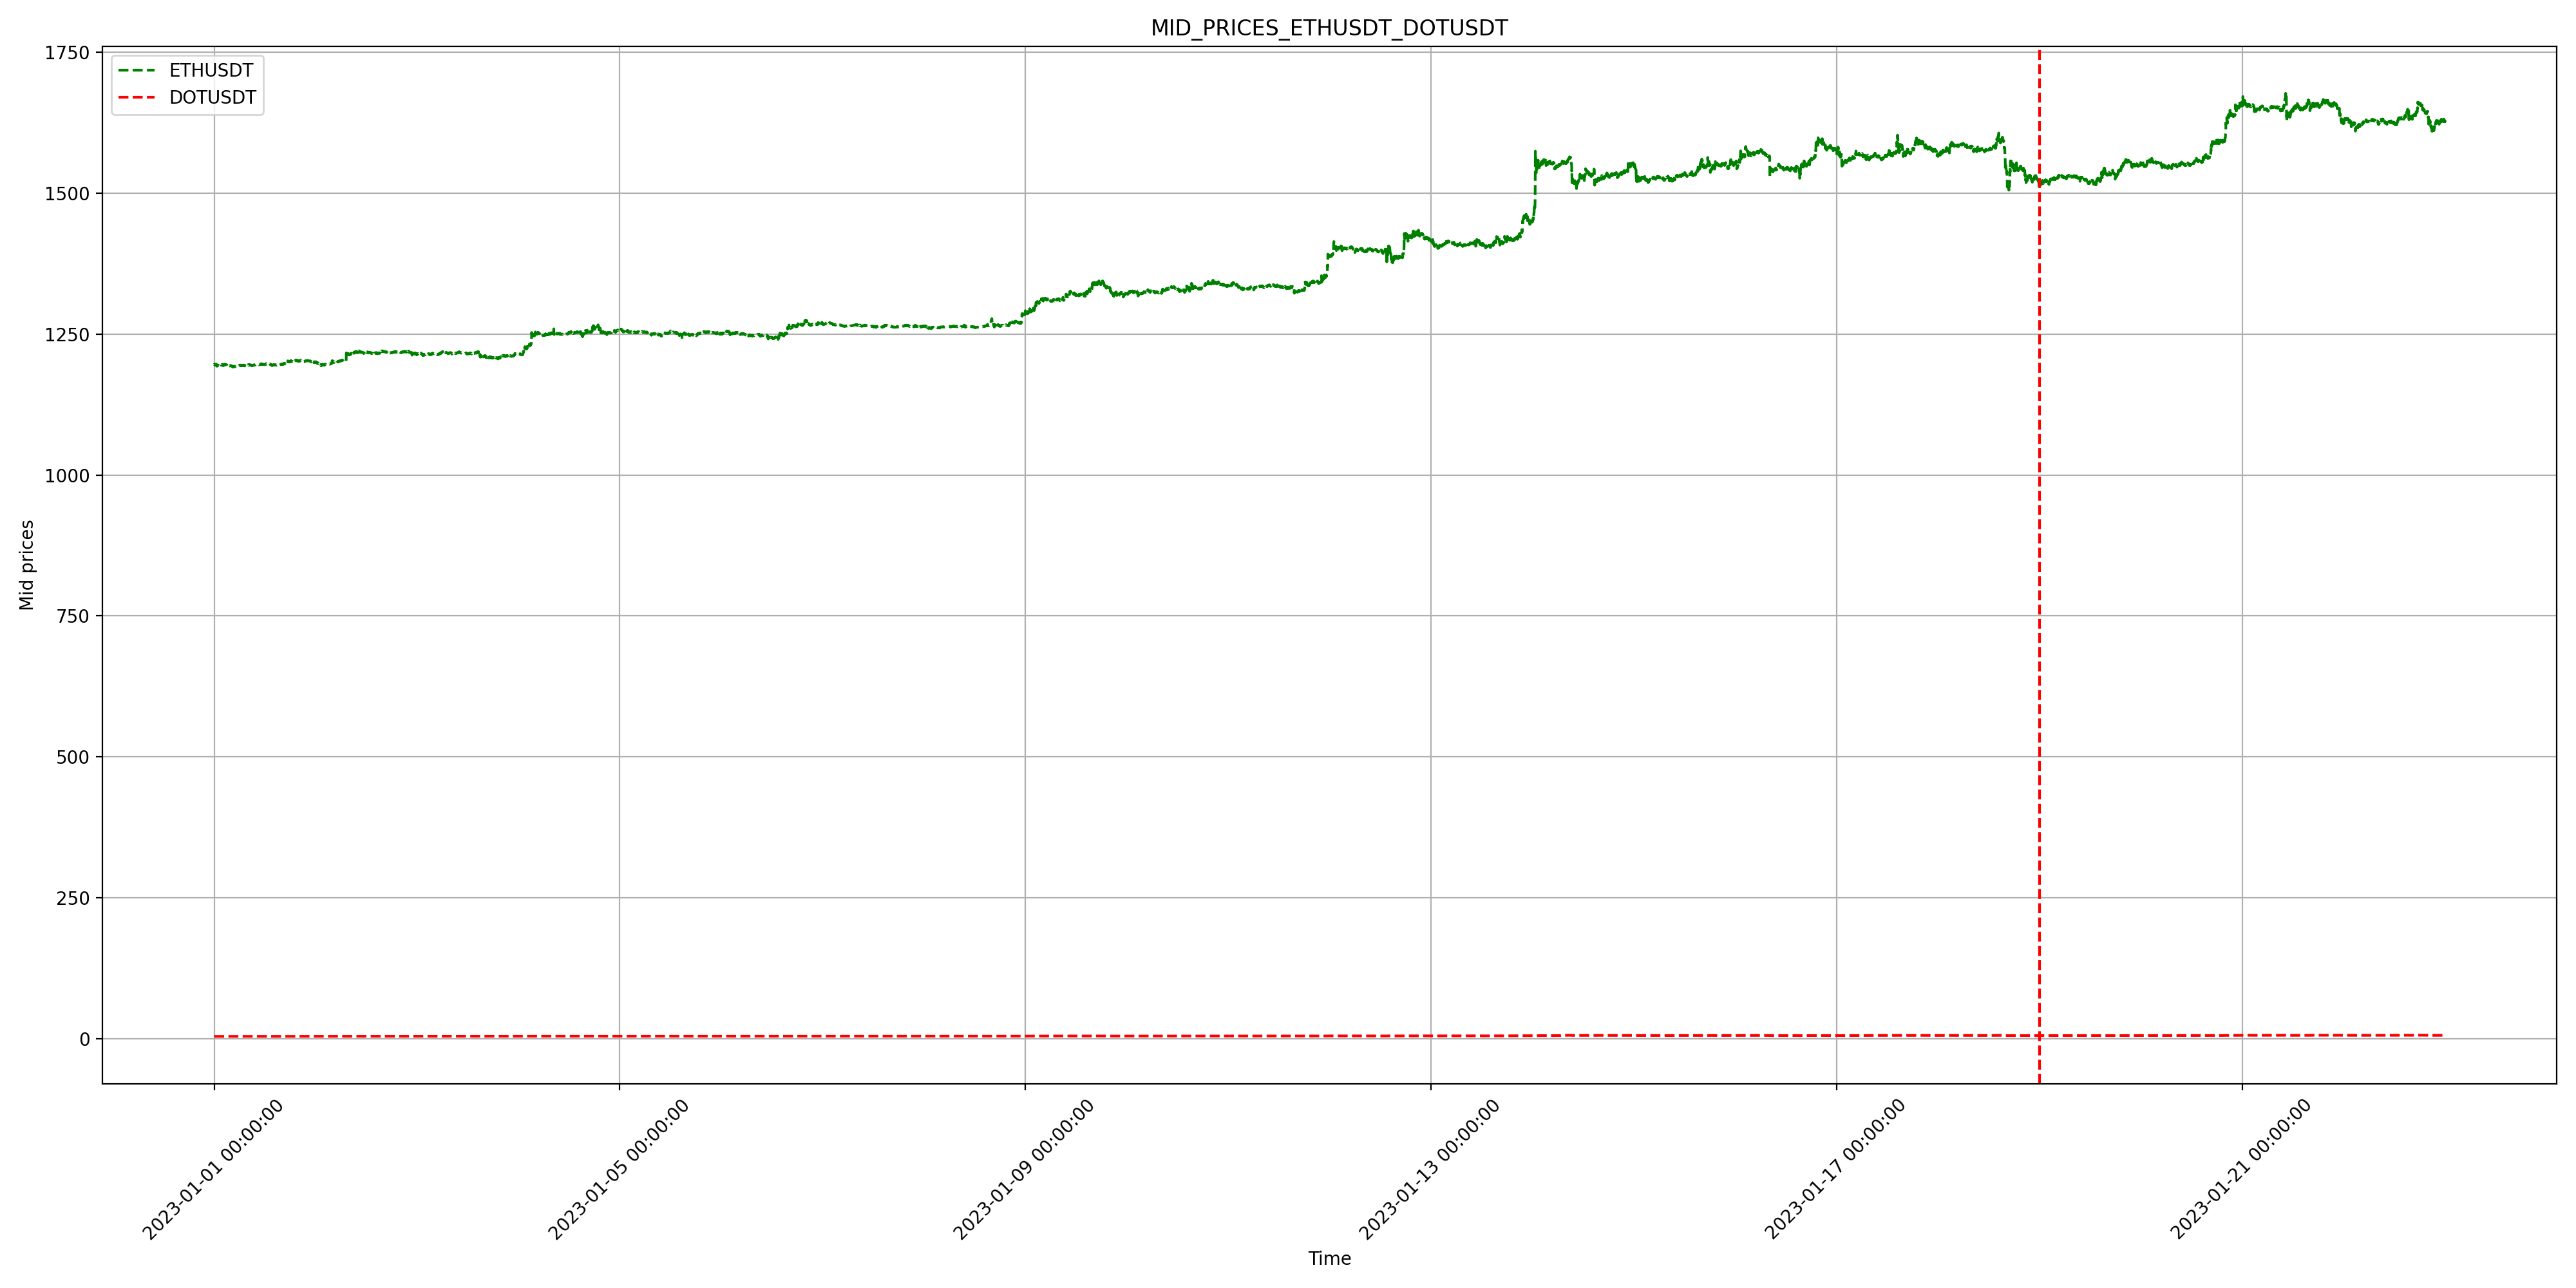 MID_PRICES_ETHUSDT_DOTUSDT
ETHUSDT
DOTUSDT
1750
1500
1250
1000
750
500
250
0
Mid prices
2023-01-01 00:00:00
2023-01-05 00:00:00
2023-01-09 00:00:00
2023-01-13 00:00:00
2023-01-17 00:00:00
2023-01-21 00:00:00
Time